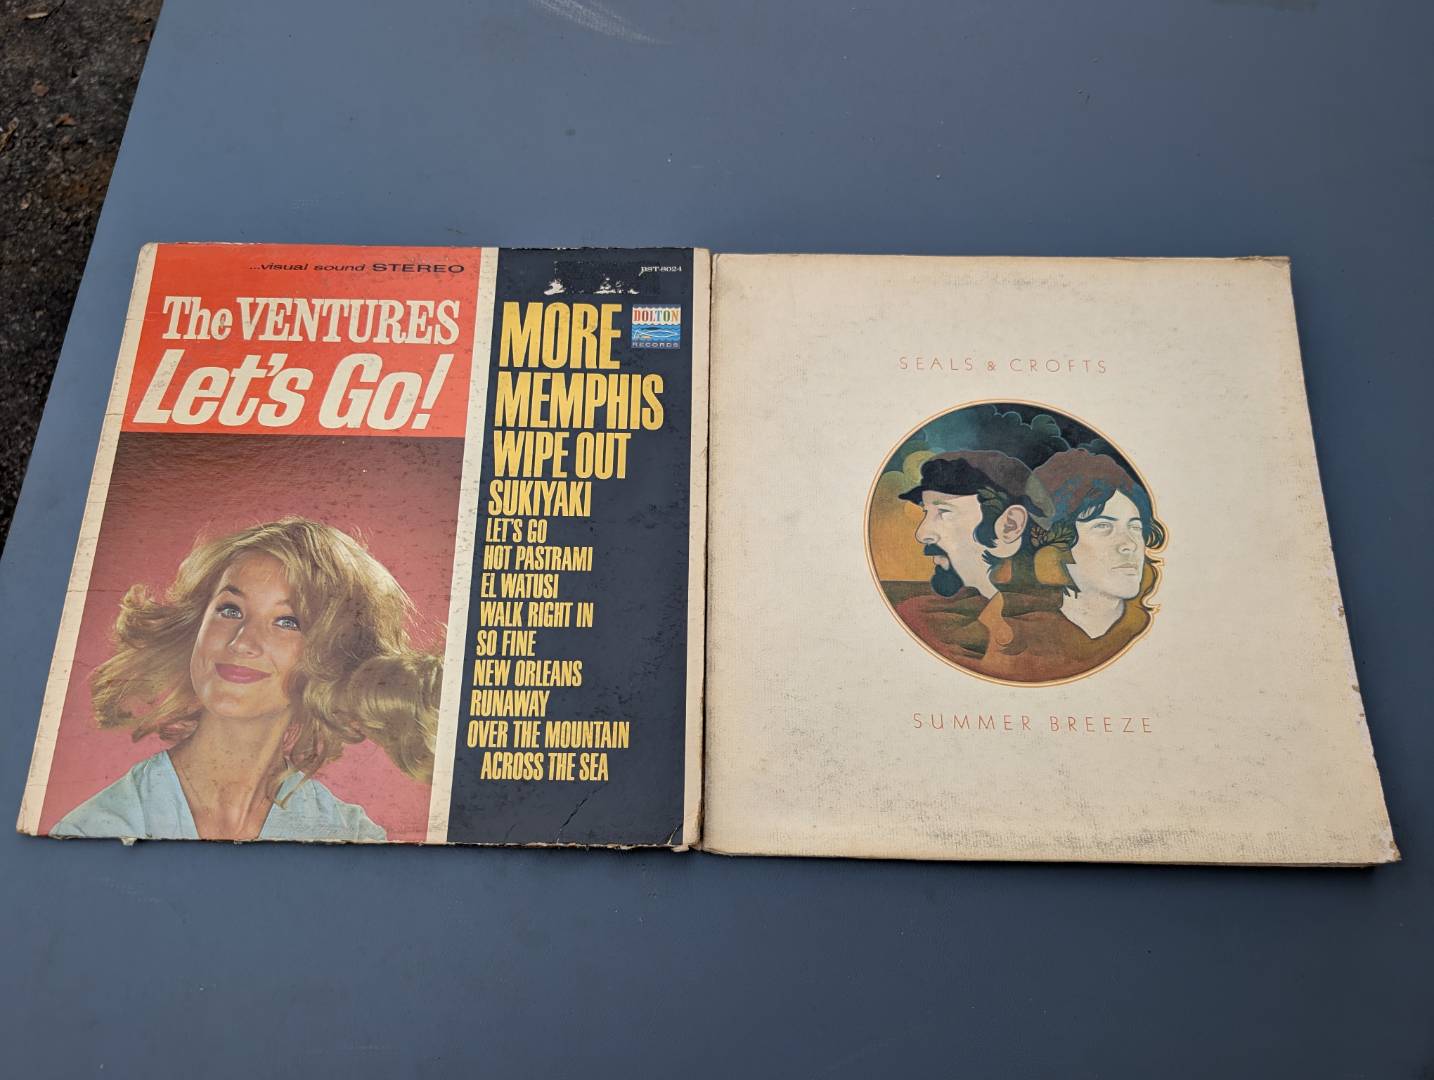 ...visual sound STEREO
The VENTURES
Let's Go!
BST-8024
DOLTON
RECORDS
MORE
MEMPHIS
WIPE OUT
SUKIYAKI
LET'S GO
HOT PASTRAMI
EL WATUSI
WALK RIGHT IN
SO FINE
NEW ORLEANS
RUNAWAY
OVER THE MOUNTAIN
ACROSS THE SEA
SEALS & CROFTS
SUMMER BREEZE